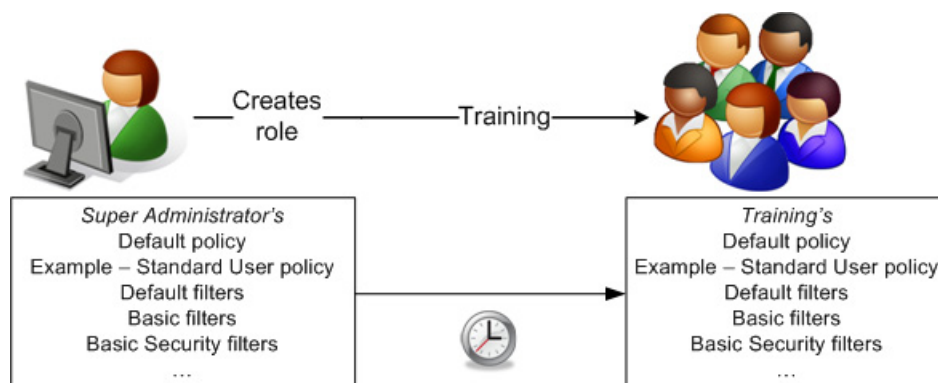 Creates
role
Training
Super Administrator's
Default policy
Example – Standard User policy
Default filters
Basic filters
Basic Security filters
...
Training's
Default policy
Example – Standard User policy
Default filters
Basic filters
Basic Security filters
...